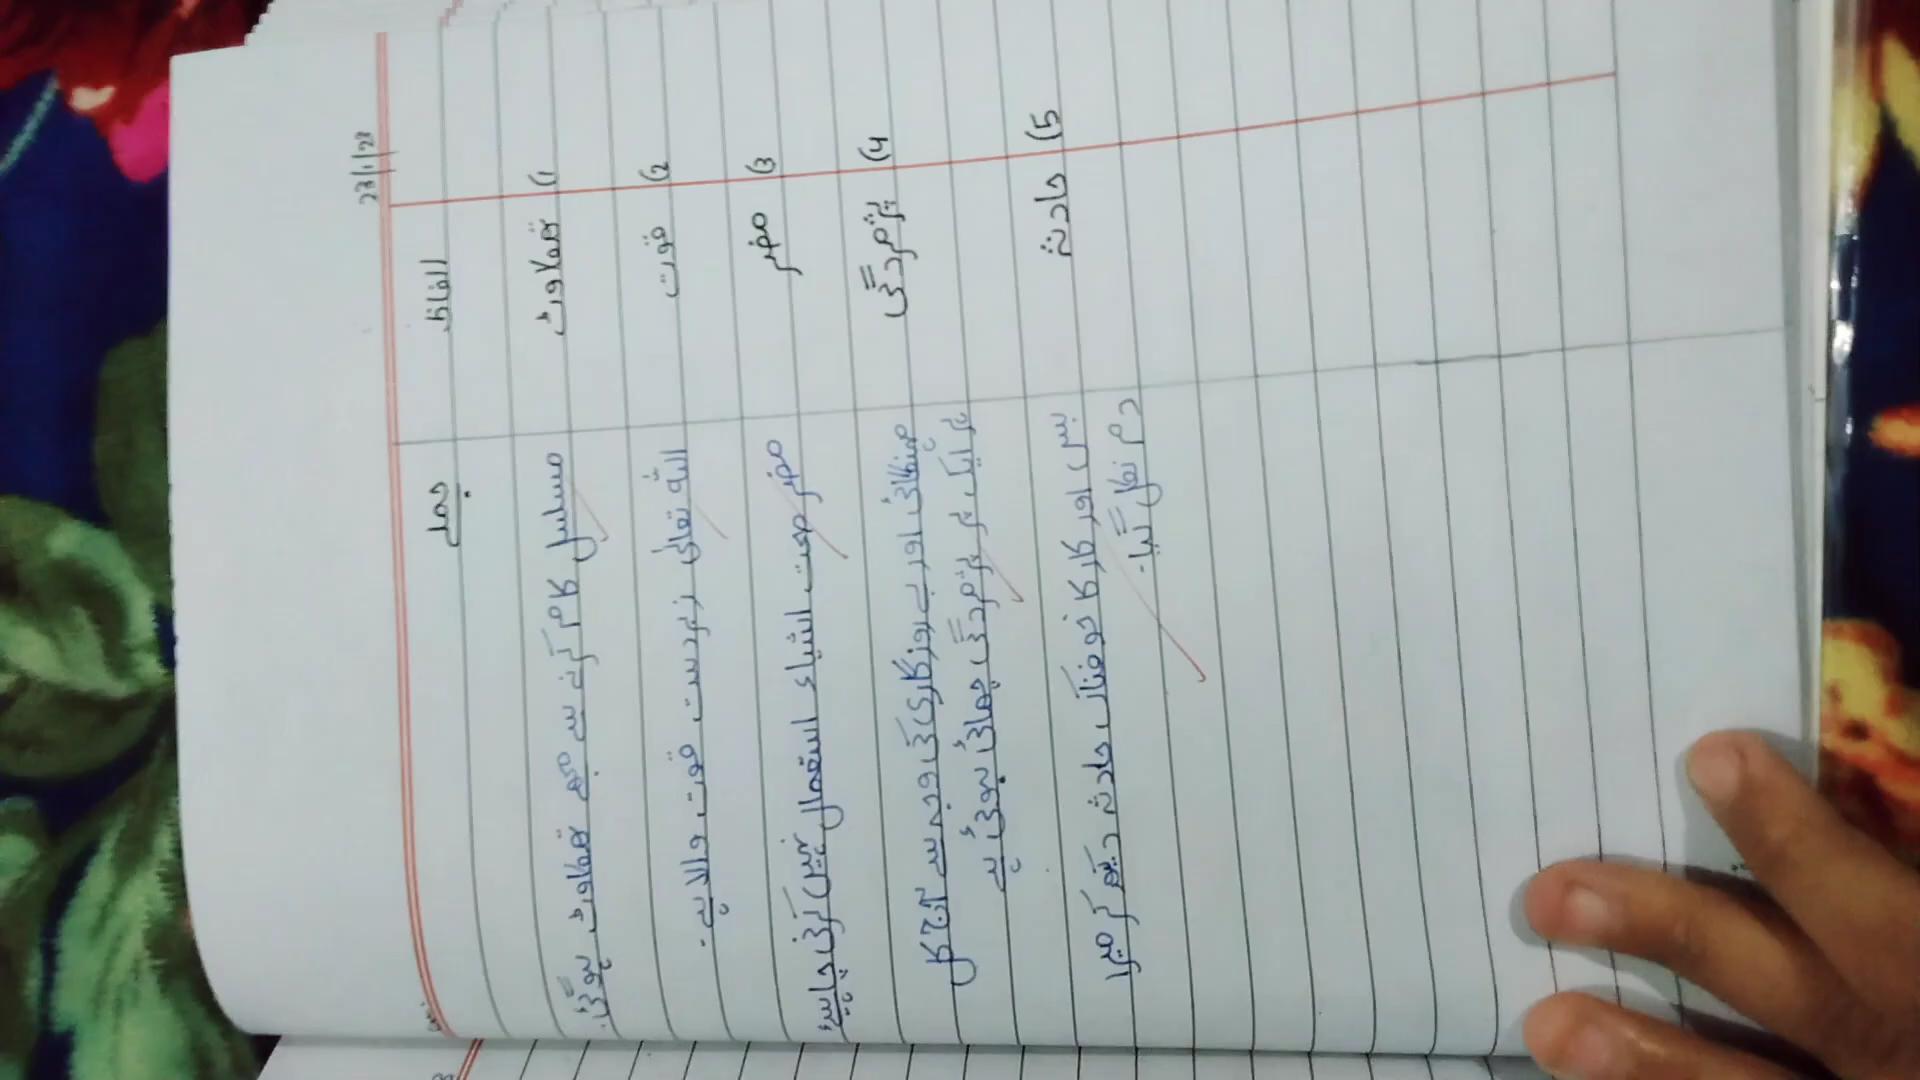 23/1/23
الفاظ جملے
1) تھکاوٹ مسلسل کام کرنے سے مجھے تھکاوٹ ہوگئی۔
2) قوت اللہ تعالیٰ زبردست قوت والا ہے۔
3) مضر مضر صحت اشیاء استعمال نہیں کرنی چاہیئے
4) پژمردگی مہنگائی اور بے روزگاری کی وجہ سے آج کل
ہر ایک پر پژمردگی چھائی ہوئی ہے
5) حادثہ بس اور کار کا خوفناک حادثہ دیکھ کر میرا
دم نکل گیا۔